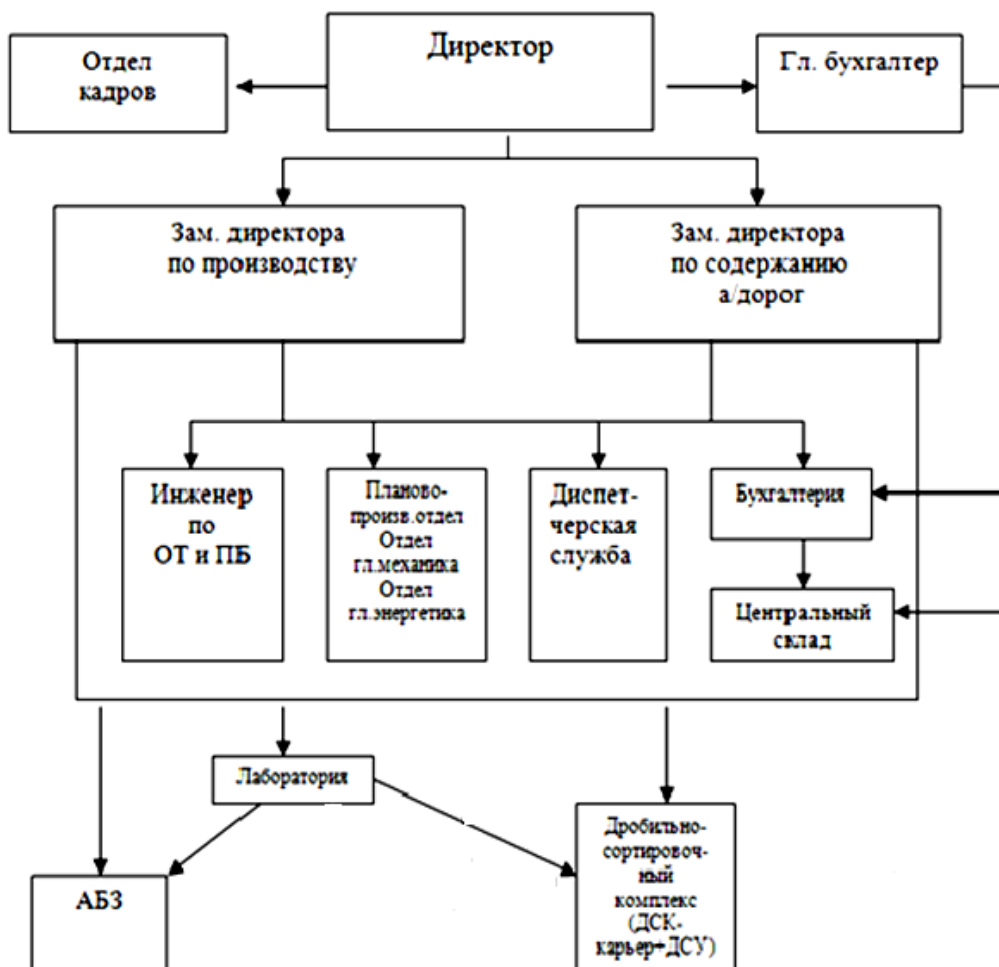 Отдел
кадров
Директор
Гл. бухгалтер
Зам. директора
по производству
Зам. директора
по содержанию
а/дорог
Инженер
по
ОТ и ПБ
Планово-
произв.отдел
Отдел
гл.механика
Отдел
гл.энергетика
Диспет-
черская
служба
Бухгалтерия
Центральный
склад
Лаборатория
АБЗ
Дробильно-
сортировоч-
ный
комплекс
(ДСК-
карьер+ДСУ)